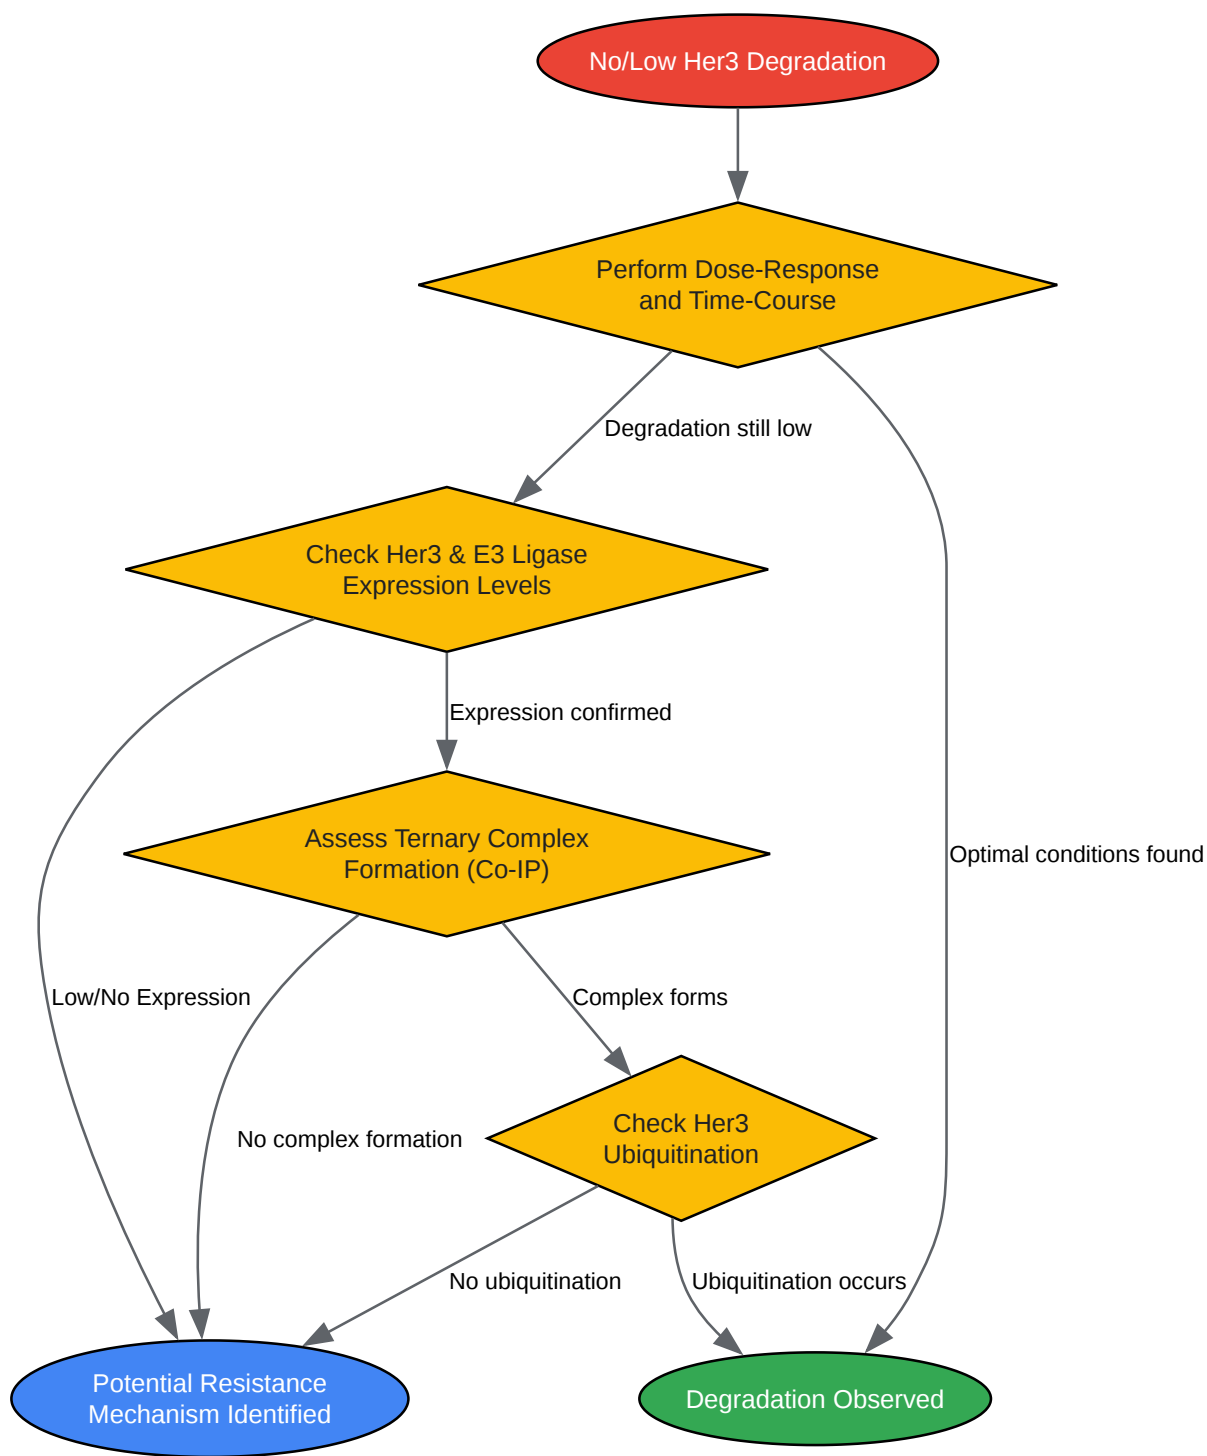 No/Low Her3 Degradation
Perform Dose-Response
and Time-Course
Degradation still low
Check Her3 & E3 Ligase
Expression Levels
Expression confirmed
Assess Ternary Complex
Formation (Co-IP)
Optimal conditions found
Low/No Expression
Complex forms
No complex formation
Check Her3
Ubiquitination
No ubiquitination
Ubiquitination occurs
Potential Resistance
Mechanism Identified
Degradation Observed